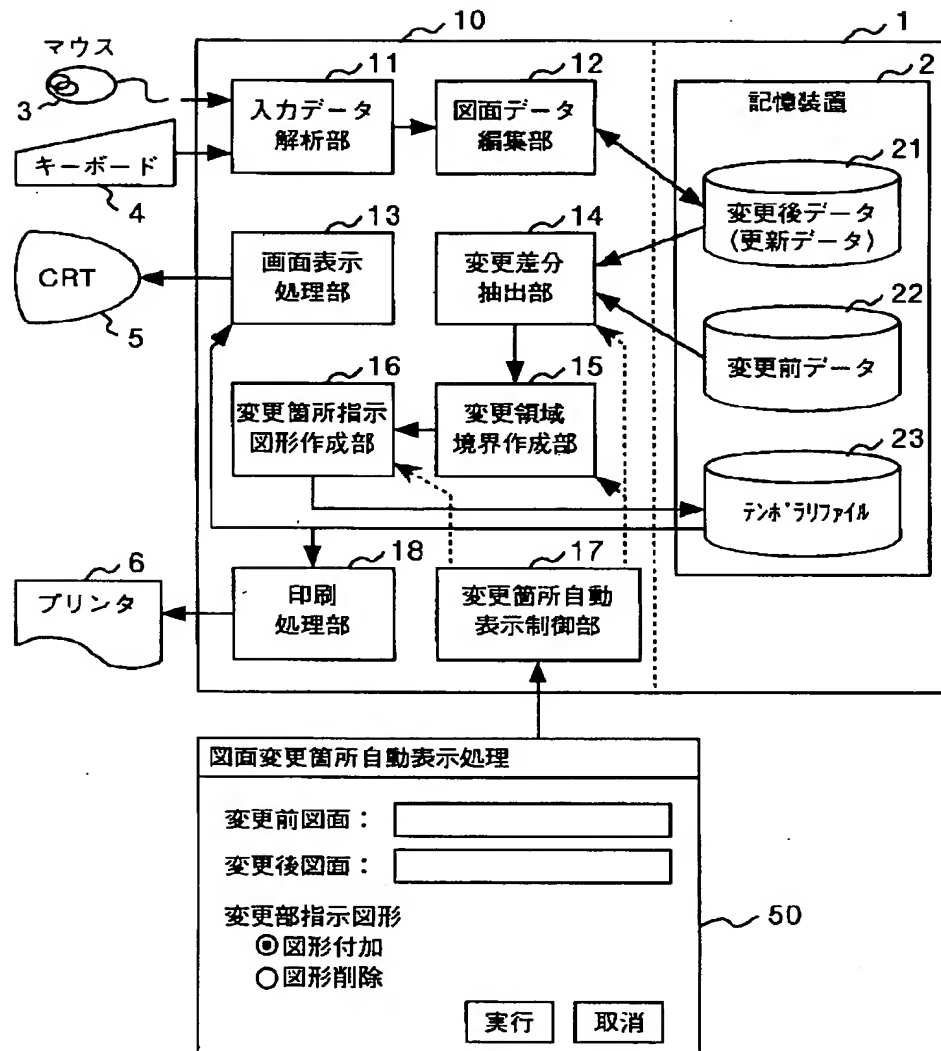 10
1
マウス
3
11
入力データ
解析部
12
図面データ
編集部
2
記憶装置
キーボード
4
21
変更後データ
(更新データ)
13
画面表示
処理部
14
変更差分
抽出部
CRT
5
22
変更前データ
16
変更箇所指示
図形作成部
15
変更領域
境界作成部
23
テンポラリファイル
6
プリンタ
18
印刷
処理部
17
変更箇所自動
表示制御部
図面変更箇所自動表示処理
変更前図面:
変更後図面:
変更部指示図形
図形付加
図形削除
50
実行
取消